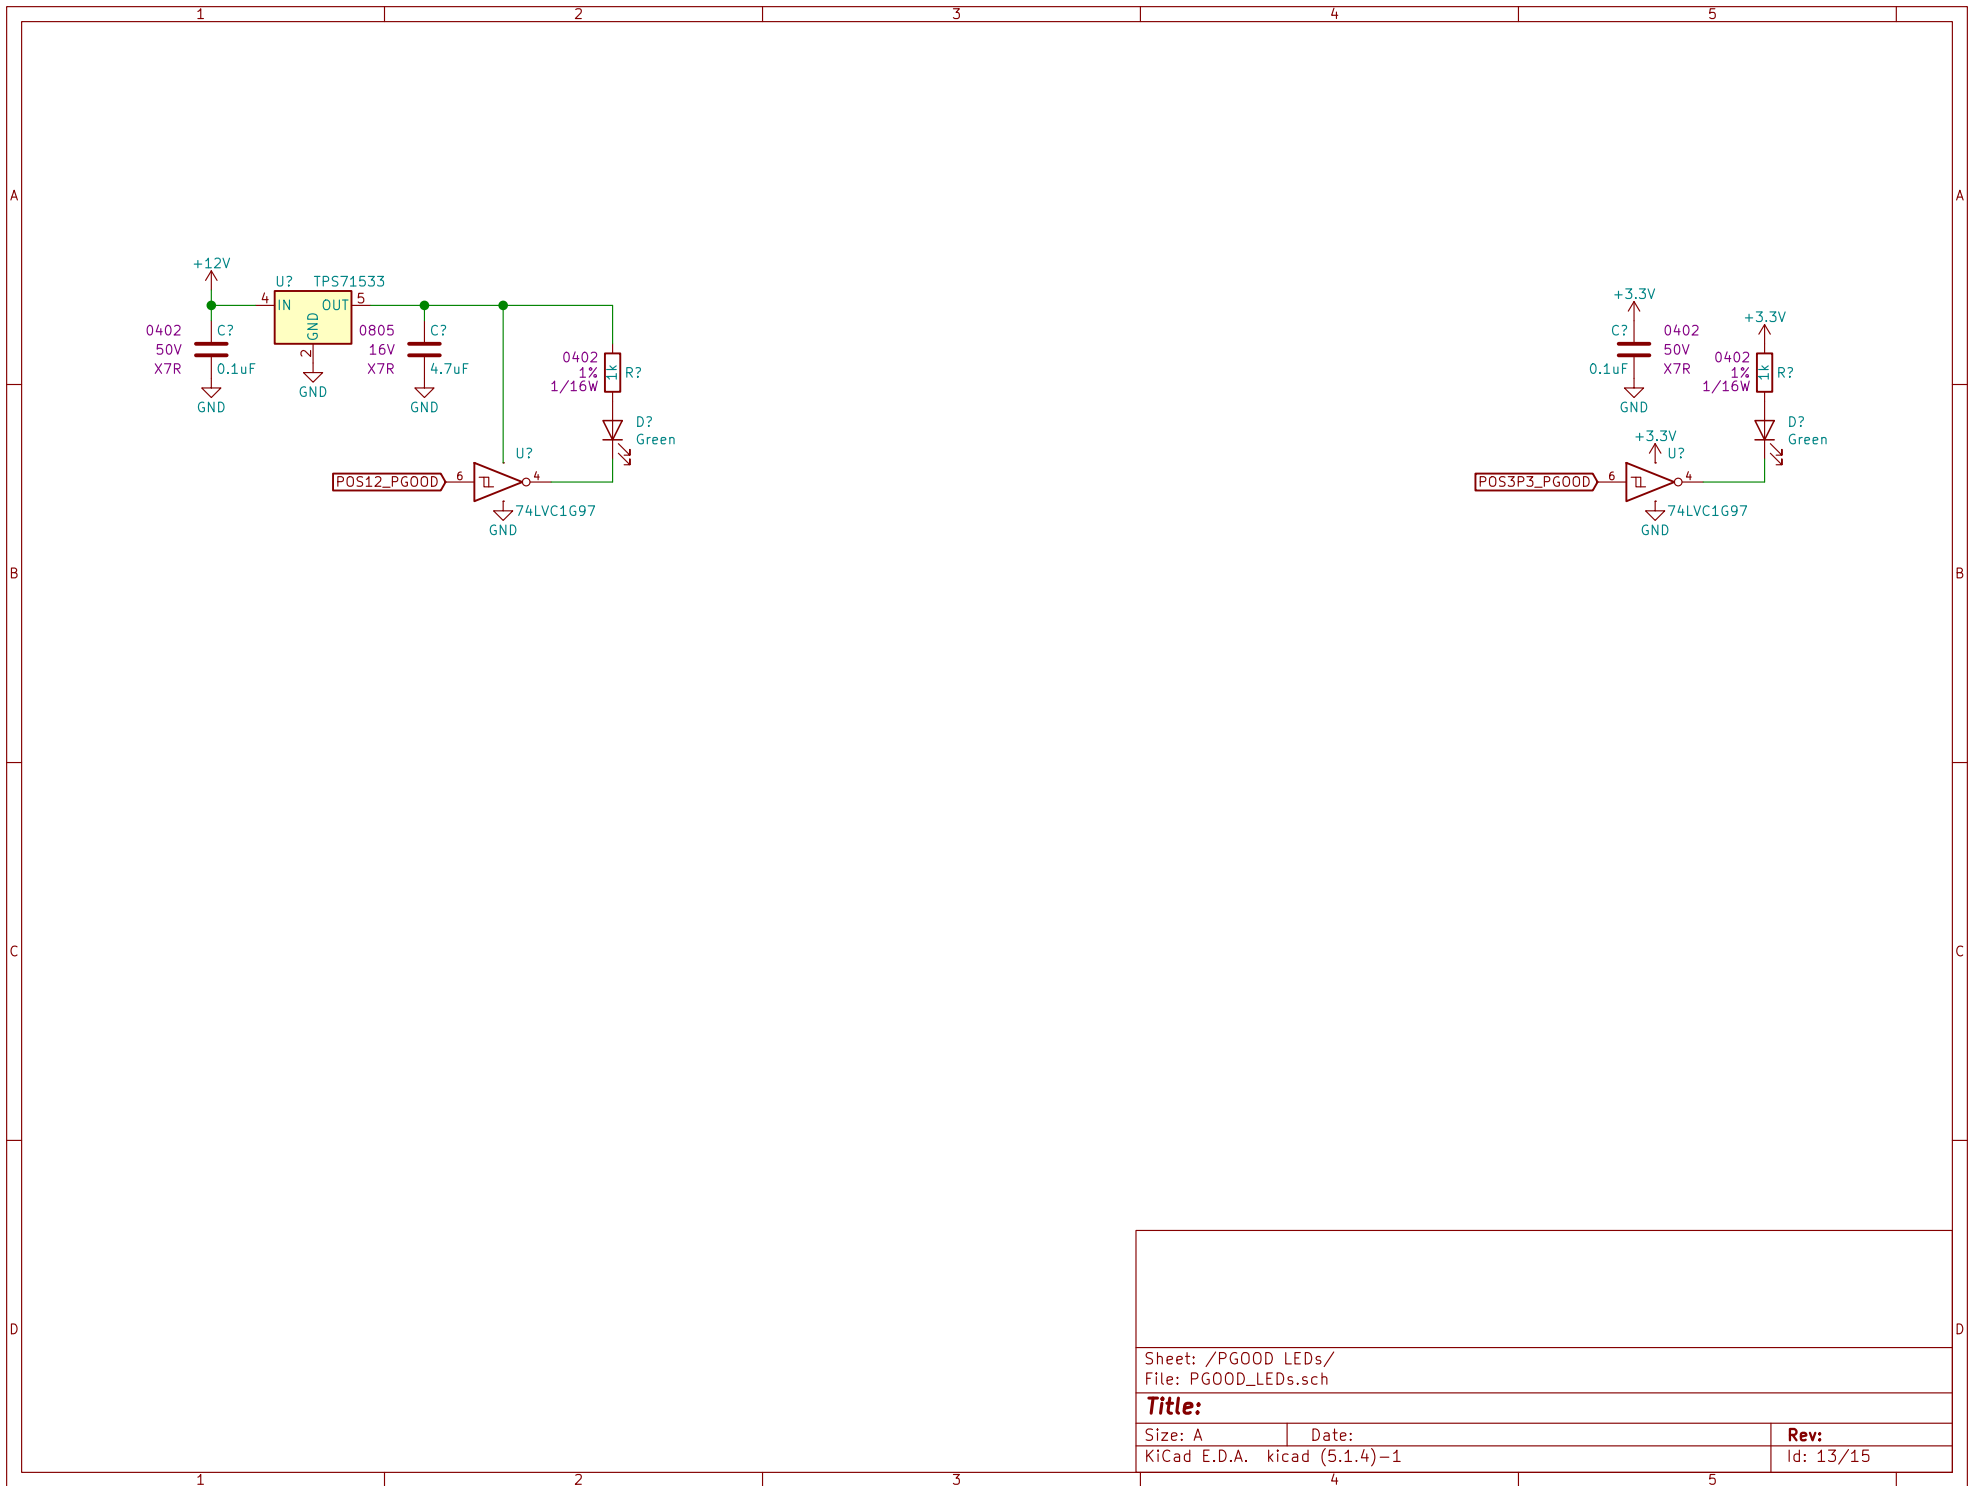 1 2 3 4 5
A A
+12V
U? TPS71533
4 IN OUT 5
GND
2
GND
0402 C?
50V
X7R 0.1uF
GND
0805 C?
16V
X7R 4.7uF
GND
0402
1%
1/16W
1k R?
D?
Green
U?
POS12_PGOOD 6 4
74LVC1G97
GND
+3.3V
C? 0402
50V
0.1uF X7R
GND
+3.3V
0402
1%
1/16W
1k R?
D?
Green
+3.3V
U?
POS3P3_PGOOD 6 4
74LVC1G97
GND
B B
C C
D D
Sheet: /PGOOD LEDs/
File: PGOOD_LEDs.sch
Title:
Size: A Date: Rev:
KiCad E.D.A. kicad (5.1.4)-1 Id: 13/15
1 2 3 4 5